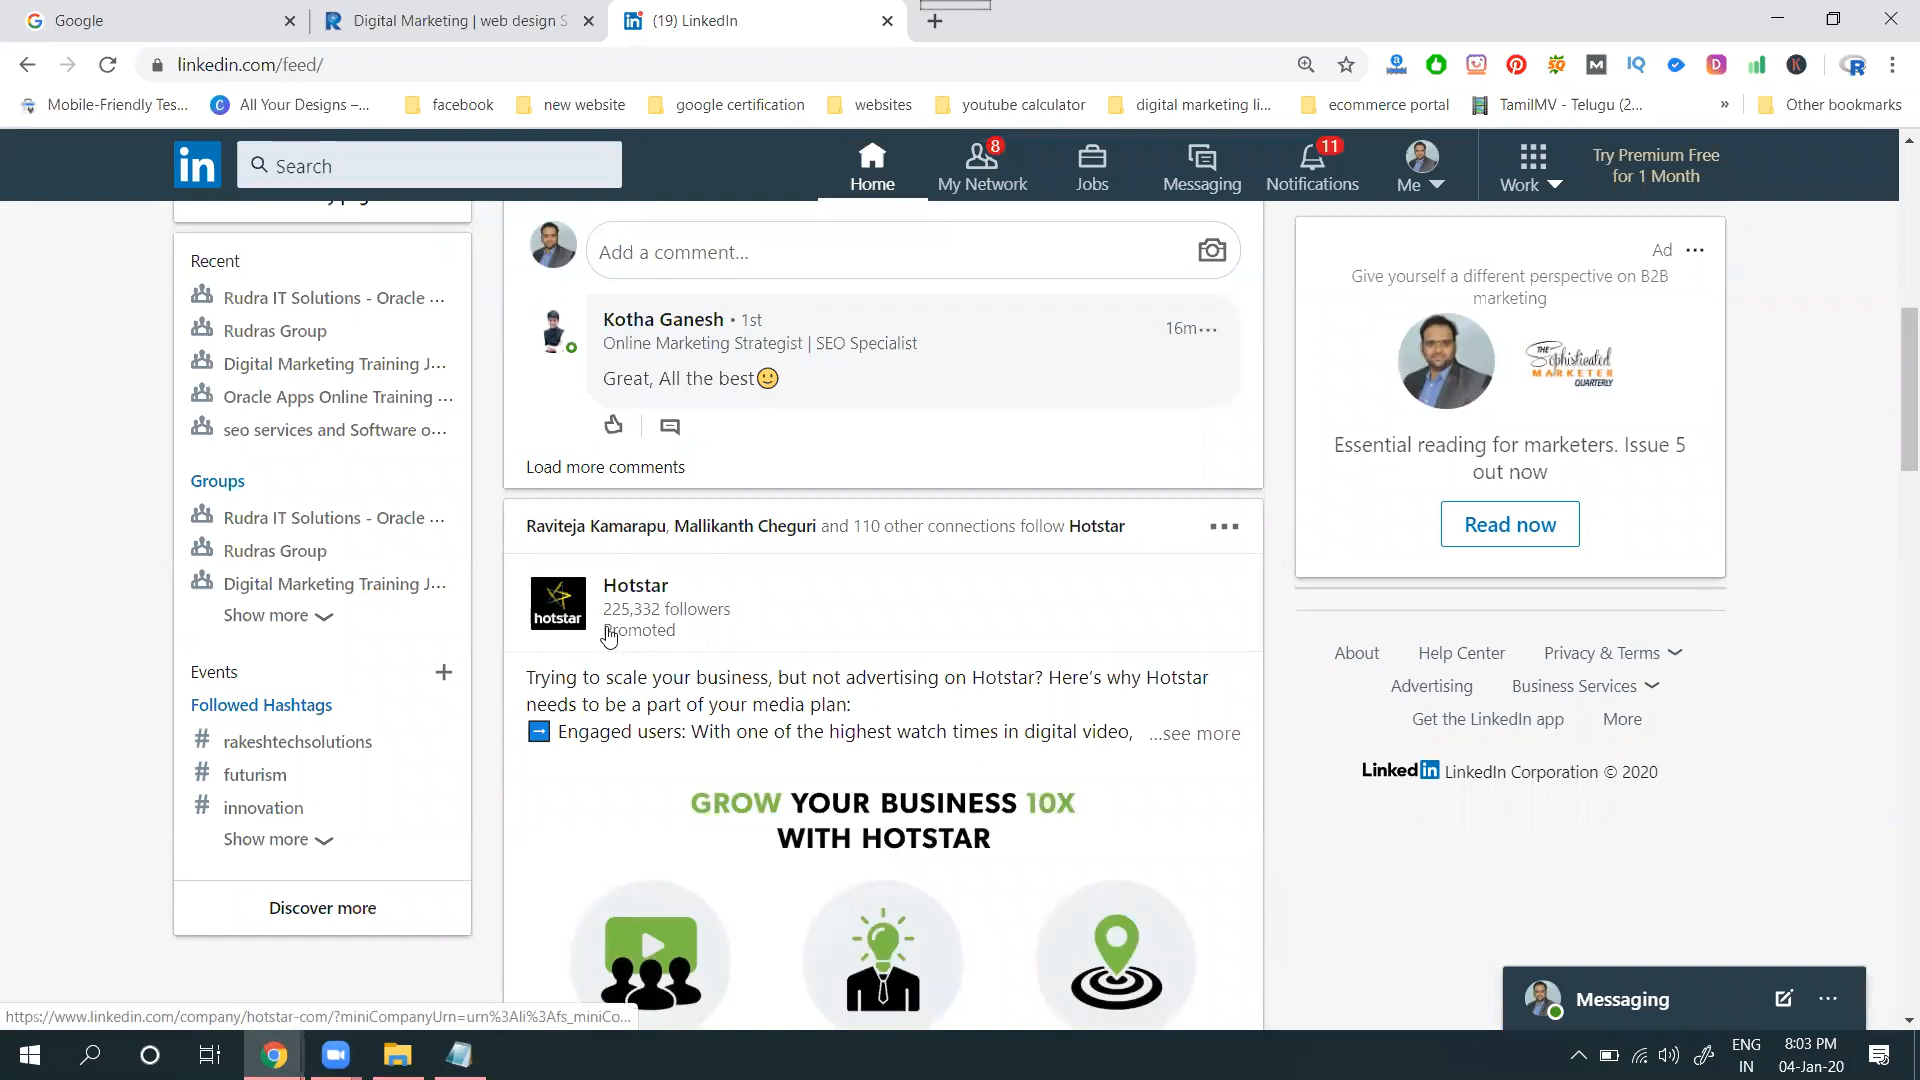 Google
Digital Marketing | web design S
(19) LinkedIn
linkedin.com/feed/
Mobile-Friendly Tes...
All Your Designs –...
facebook
new website
google certification
websites
youtube calculator
digital marketing li...
ecommerce portal
TamilMV - Telugu (2...
»
Other bookmarks
in
Search
Home
8
My Network
Jobs
Messaging
11
Notifications
Me
Work
Try Premium Free
for 1 Month
Recent
Rudra IT Solutions - Oracle ...
Rudras Group
Digital Marketing Training J...
Oracle Apps Online Training ...
seo services and Software o...
Groups
Rudra IT Solutions - Oracle ...
Rudras Group
Digital Marketing Training J...
Show more
Events
Followed Hashtags
# rakeshtechsolutions
# futurism
# innovation
Show more
Discover more
Add a comment...
Kotha Ganesh • 1st
Online Marketing Strategist | SEO Specialist
16m
Great, All the best🙂
Load more comments
Raviteja Kamarapu, Mallikanth Cheguri and 110 other connections follow Hotstar
hotstar
Hotstar
225,332 followers
Promoted
Trying to scale your business, but not advertising on Hotstar? Here's why Hotstar
needs to be a part of your media plan:
➡ Engaged users: With one of the highest watch times in digital video, ...see more
GROW YOUR BUSINESS 10X
WITH HOTSTAR
Ad
Give yourself a different perspective on B2B
marketing
THE
Sophisticated
MARKETER
QUARTERLY
Essential reading for marketers. Issue 5
out now
Read now
About
Help Center
Privacy & Terms
Advertising
Business Services
Get the LinkedIn app
More
Linked in LinkedIn Corporation © 2020
Messaging
https://www.linkedin.com/company/hotstar-com/?miniCompanyUrn=urn%3Ali%3Afs_miniCo...
ENG
IN
8:03 PM
04-Jan-20